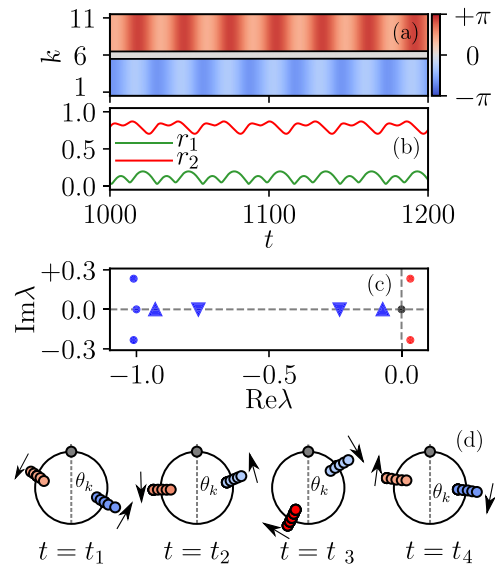 11
6
1
k
(a)
+π
0
−π
1.0
0.5
0.0
r₁
r₂
(b)
1000
1100
1200
t
+0.3
0.0
−0.3
Imλ
(c)
−1.0
−0.5
0.0
Reλ
(d)
θₖ
θₖ
θₖ
θₖ
t = t₁
t = t₂
t = t₃
t = t₄